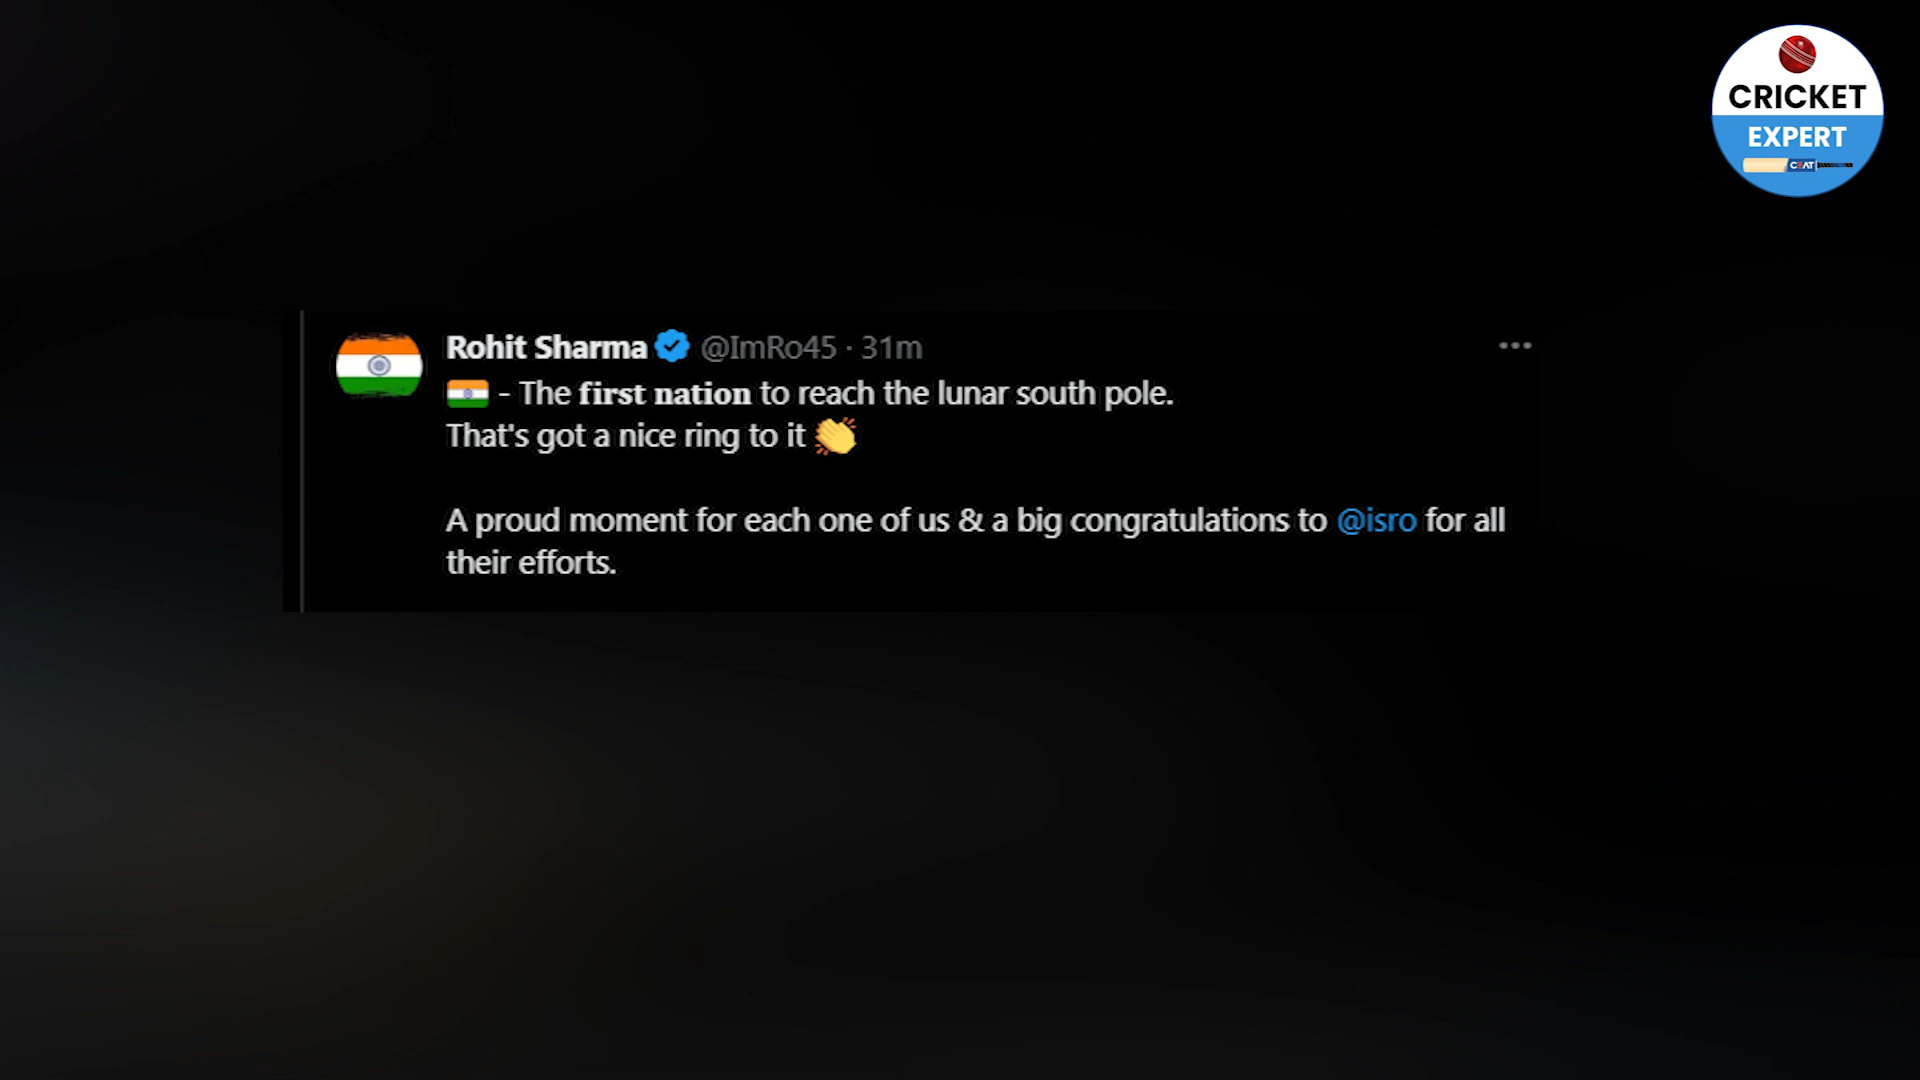 CRICKET
EXPERT
CEAT
Rohit Sharma @ImRo45 · 31m
🇮🇳 - The first nation to reach the lunar south pole.
That's got a nice ring to it 👏
A proud moment for each one of us & a big congratulations to @isro for all
their efforts.